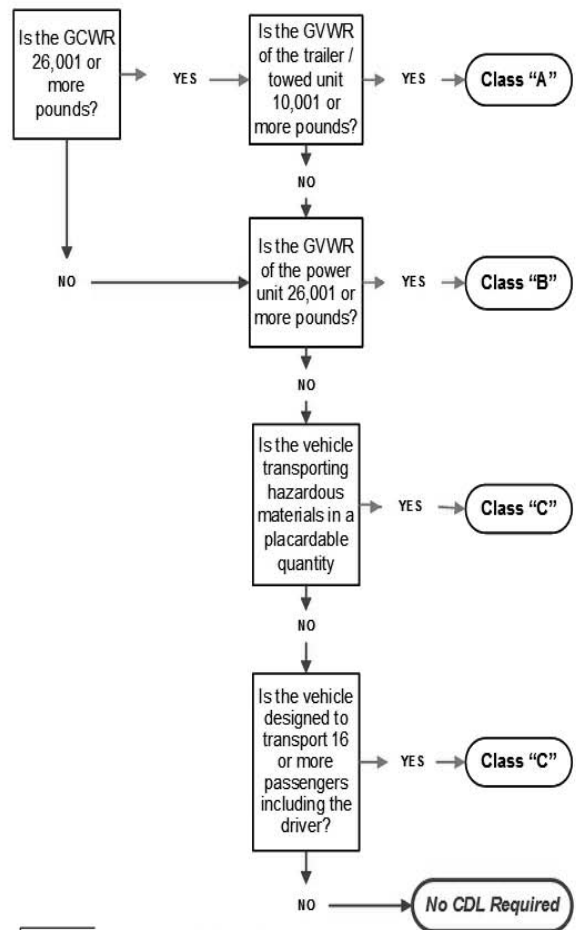 Is the GCWR
26,001 or
more
pounds?
YES
Is the GVWR
of the trailer /
towed unit
10,001 or
more pounds?
YES
Class “A”
NO
NO
Is the GVWR
of the power
unit 26,001 or
more pounds?
YES
Class “B”
NO
Is the vehicle
transporting
hazardous
materials in a
placardable
quantity
YES
Class “C”
NO
Is the vehicle
designed to
transport 16
or more
passengers
including the
driver?
YES
Class “C”
NO
No CDL Required